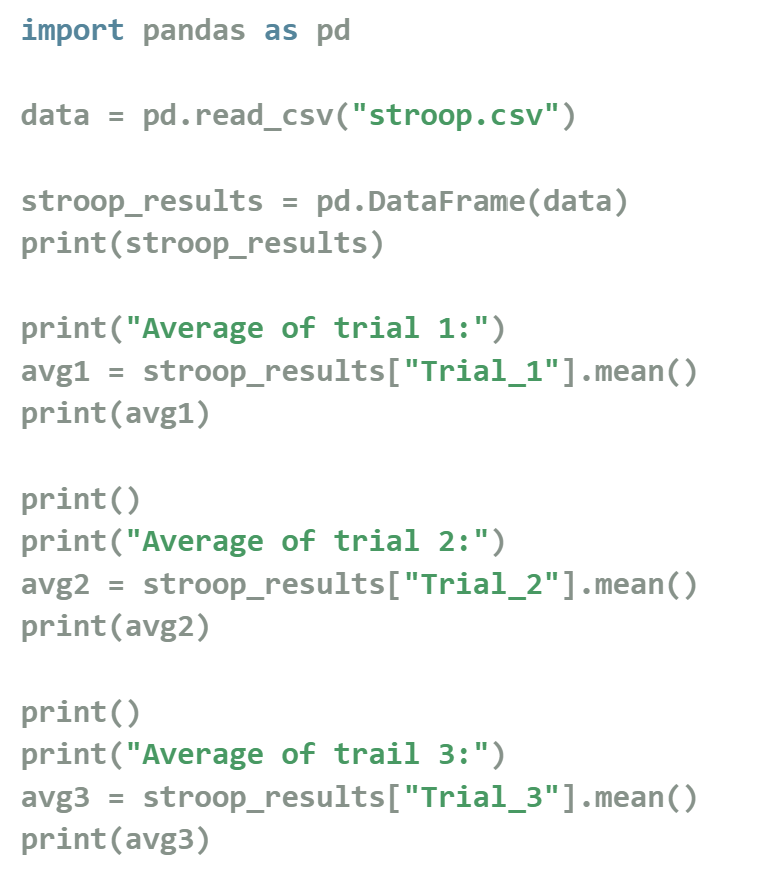 import pandas as pd
data = pd.read_csv("stroop.csv")
stroop_results = pd.DataFrame(data)
print(stroop_results)
print("Average of trial 1:")
avg1 = stroop_results["Trial_1"].mean()
print(avg1)
print()
print("Average of trial 2:")
avg2 = stroop_results["Trial_2"].mean()
print(avg2)
print()
print("Average of trail 3:")
avg3 = stroop_results["Trial_3"].mean()
print(avg3)